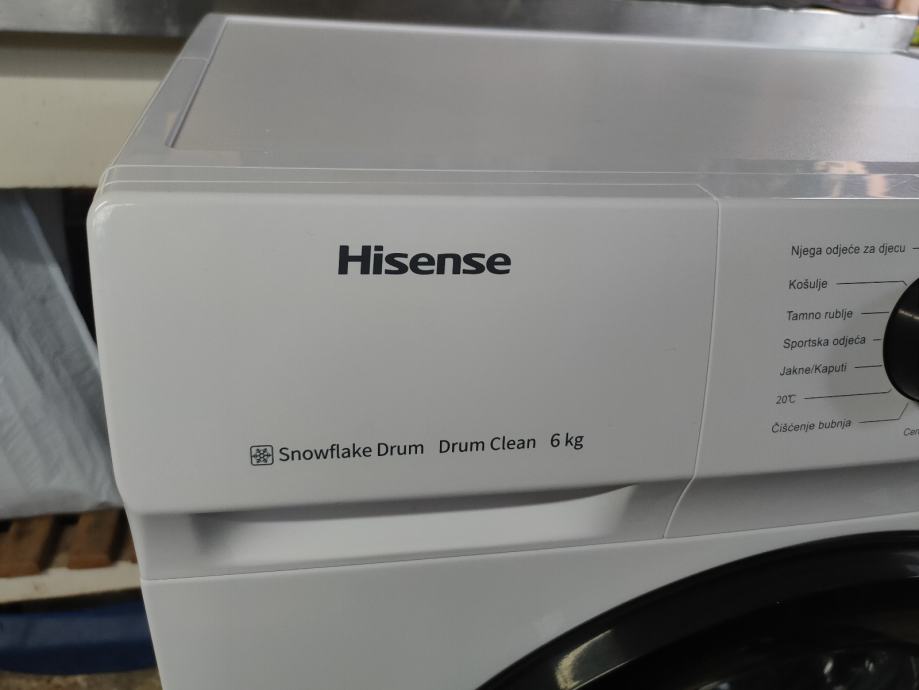 Hisense
Snowflake Drum Drum Clean 6 kg
Njega odjeće za djecu
Košulje
Tamno rublje
Sportska odjeća
Jakne/Kaputi
20℃
Čišćenje bubnja